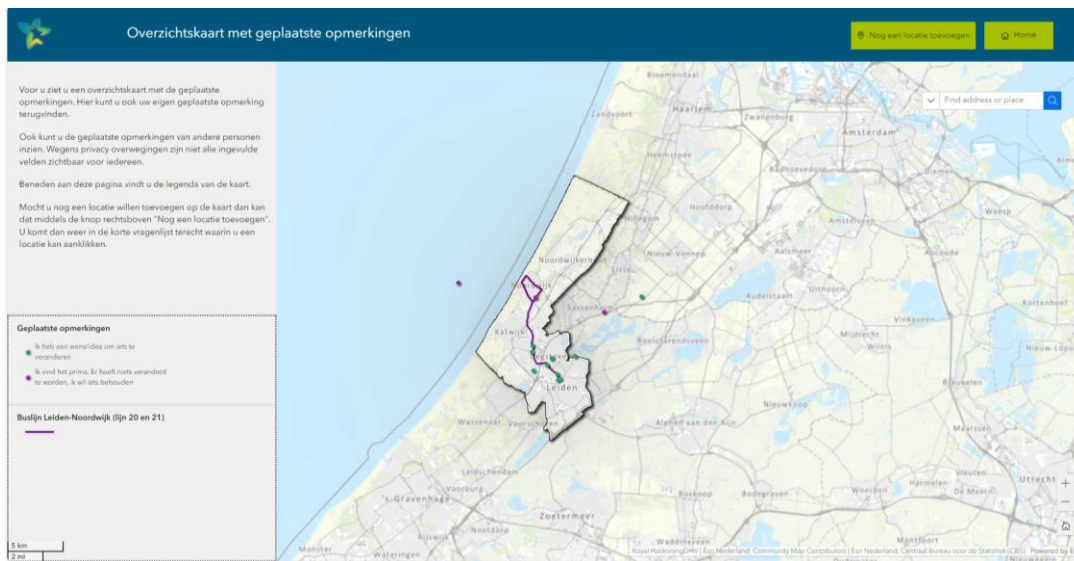 Overzichtskaart met geplaatste opmerkingen
Nog een locatie toevoegen
Home
Voor u ziet u een overzichtskaart met de geplaatste
opmerkingen. Hier kunt u ook uw eigen geplaatste opmerking
terugvinden.
Ook kunt u de geplaatste opmerkingen van andere personen
inzien. Wegens privacy overwegingen zijn niet alle ingevulde
velden zichtbaar voor iedereen.
Beneden aan deze pagina vindt u de legenda van de kaart.
Mocht u nog een locatie willen toevoegen op de kaart dan kan
dat middels de knop rechtsboven "Nog een locatie toevoegen".
U komt dan weer in de korte vragenlijst terecht waarin u een
locatie kan aanklikken.
Geplaatste opmerkingen
Ik heb een wens/idee om iets te
veranderen
Ik vind het prima. Er hoeft niets veranderd
te worden, ik wil iets behouden
Buslijn Leiden-Noordwijk (lijn 20 en 21)
5 km
2 mi
Find address or place
Bloemendaal
Haarlem
Zandvoort
Zwanenburg
Amsterdam
Heemstede
Badhoevedorp
Diemen
Hoofddorp
Amstelveen
Weesp
Hillegom
Aalsmeer
Abcoude
Nieuw-Vennep
Noordwijkerhout
Lisse
Uithoorn
Kudelstaart
Noordwijk
Sassenheim
Kortenhoef
Vinkeveen
Mijdrecht
Wilnis
Katwijk
Roelofarendsveen
Nieuw-Loos
Breukelen
Leiden
Nieuwkoop
Wassenaar
Voorschoten
Alphen aan den Rijn
Maarssen
Leidschendam
Vleuten
Voorburg
Harmelen
De Meern
Utrecht
's-Gravenhage
Boskoop
Bodegraven
Woerden
Zoetermeer
Rijswijk
Nootdorp
Monster
Wateringen
Waddinxveen
Montfoort
Royal HaskoningDHV | Esri Nederland, Community Map Contributors | Esri Nederland, Centraal Bureau voor de Statistiek (CBS)
Powered by E